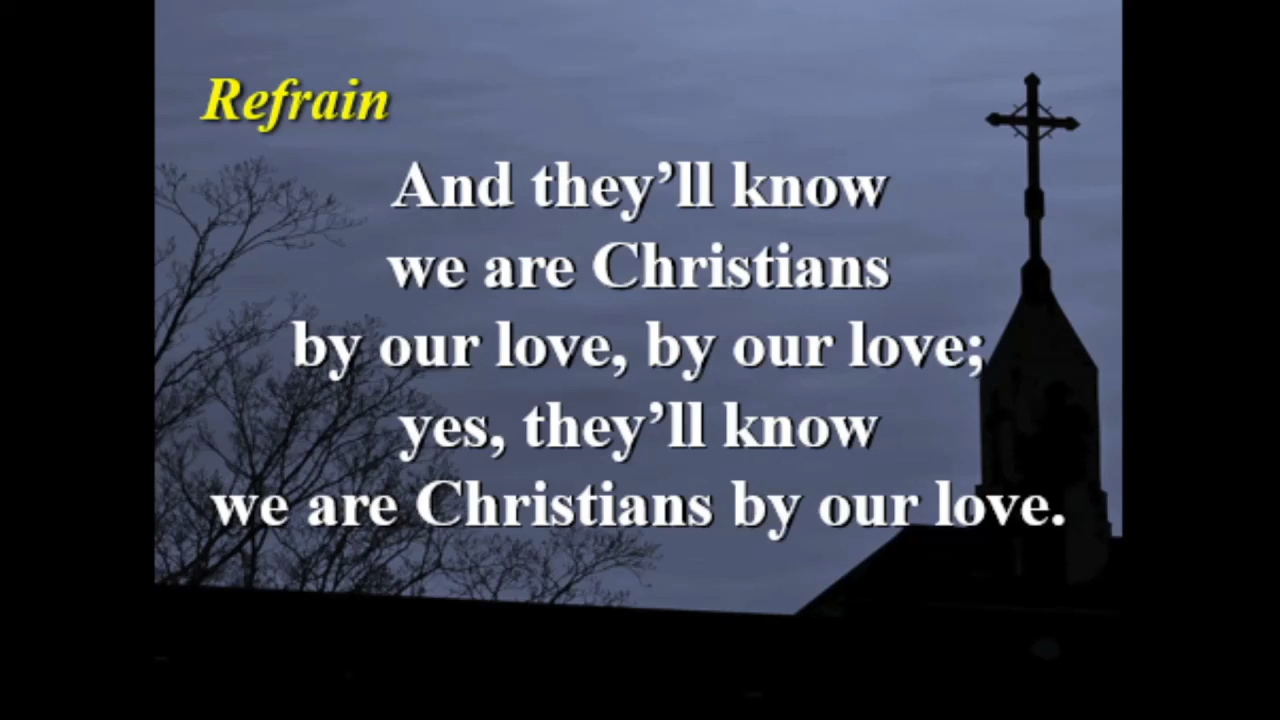 Refrain
And they’ll know
we are Christians
by our love, by our love;
yes, they’ll know
we are Christians by our love.